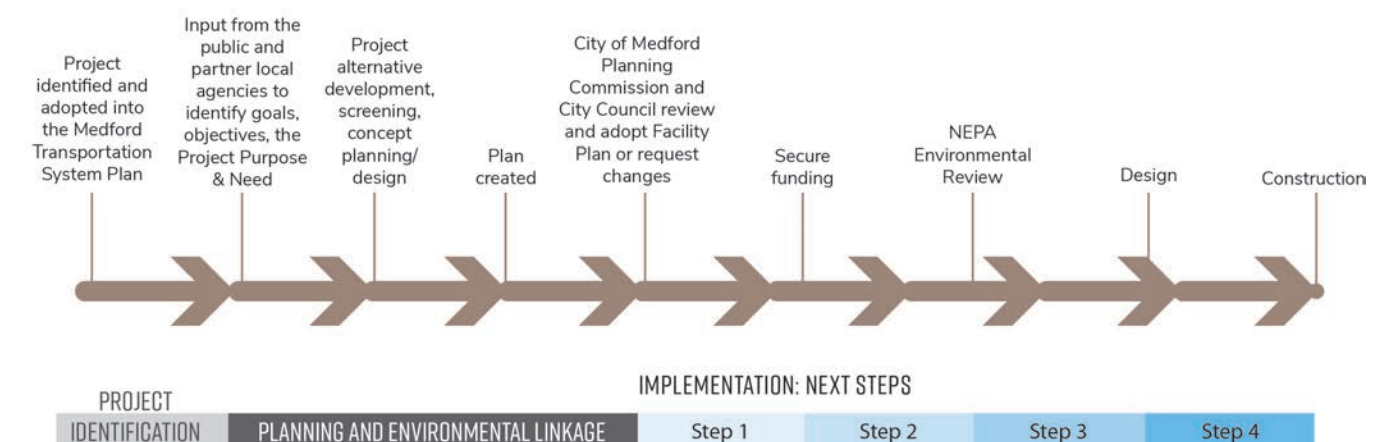 Project
identified and
adopted into
the Medford
Transportation
System Plan
Input from the
public and
partner local
agencies to
identify goals,
objectives, the
Project Purpose
& Need
Project
alternative
development,
screening,
concept
planning/
design
Plan
created
City of Medford
Planning
Commission and
City Council review
and adopt Facility
Plan or request
changes
Secure
funding
NEPA
Environmental
Review
Design
Construction
PROJECT
IDENTIFICATION
PLANNING AND ENVIRONMENTAL LINKAGE
IMPLEMENTATION: NEXT STEPS
Step 1
Step 2
Step 3
Step 4